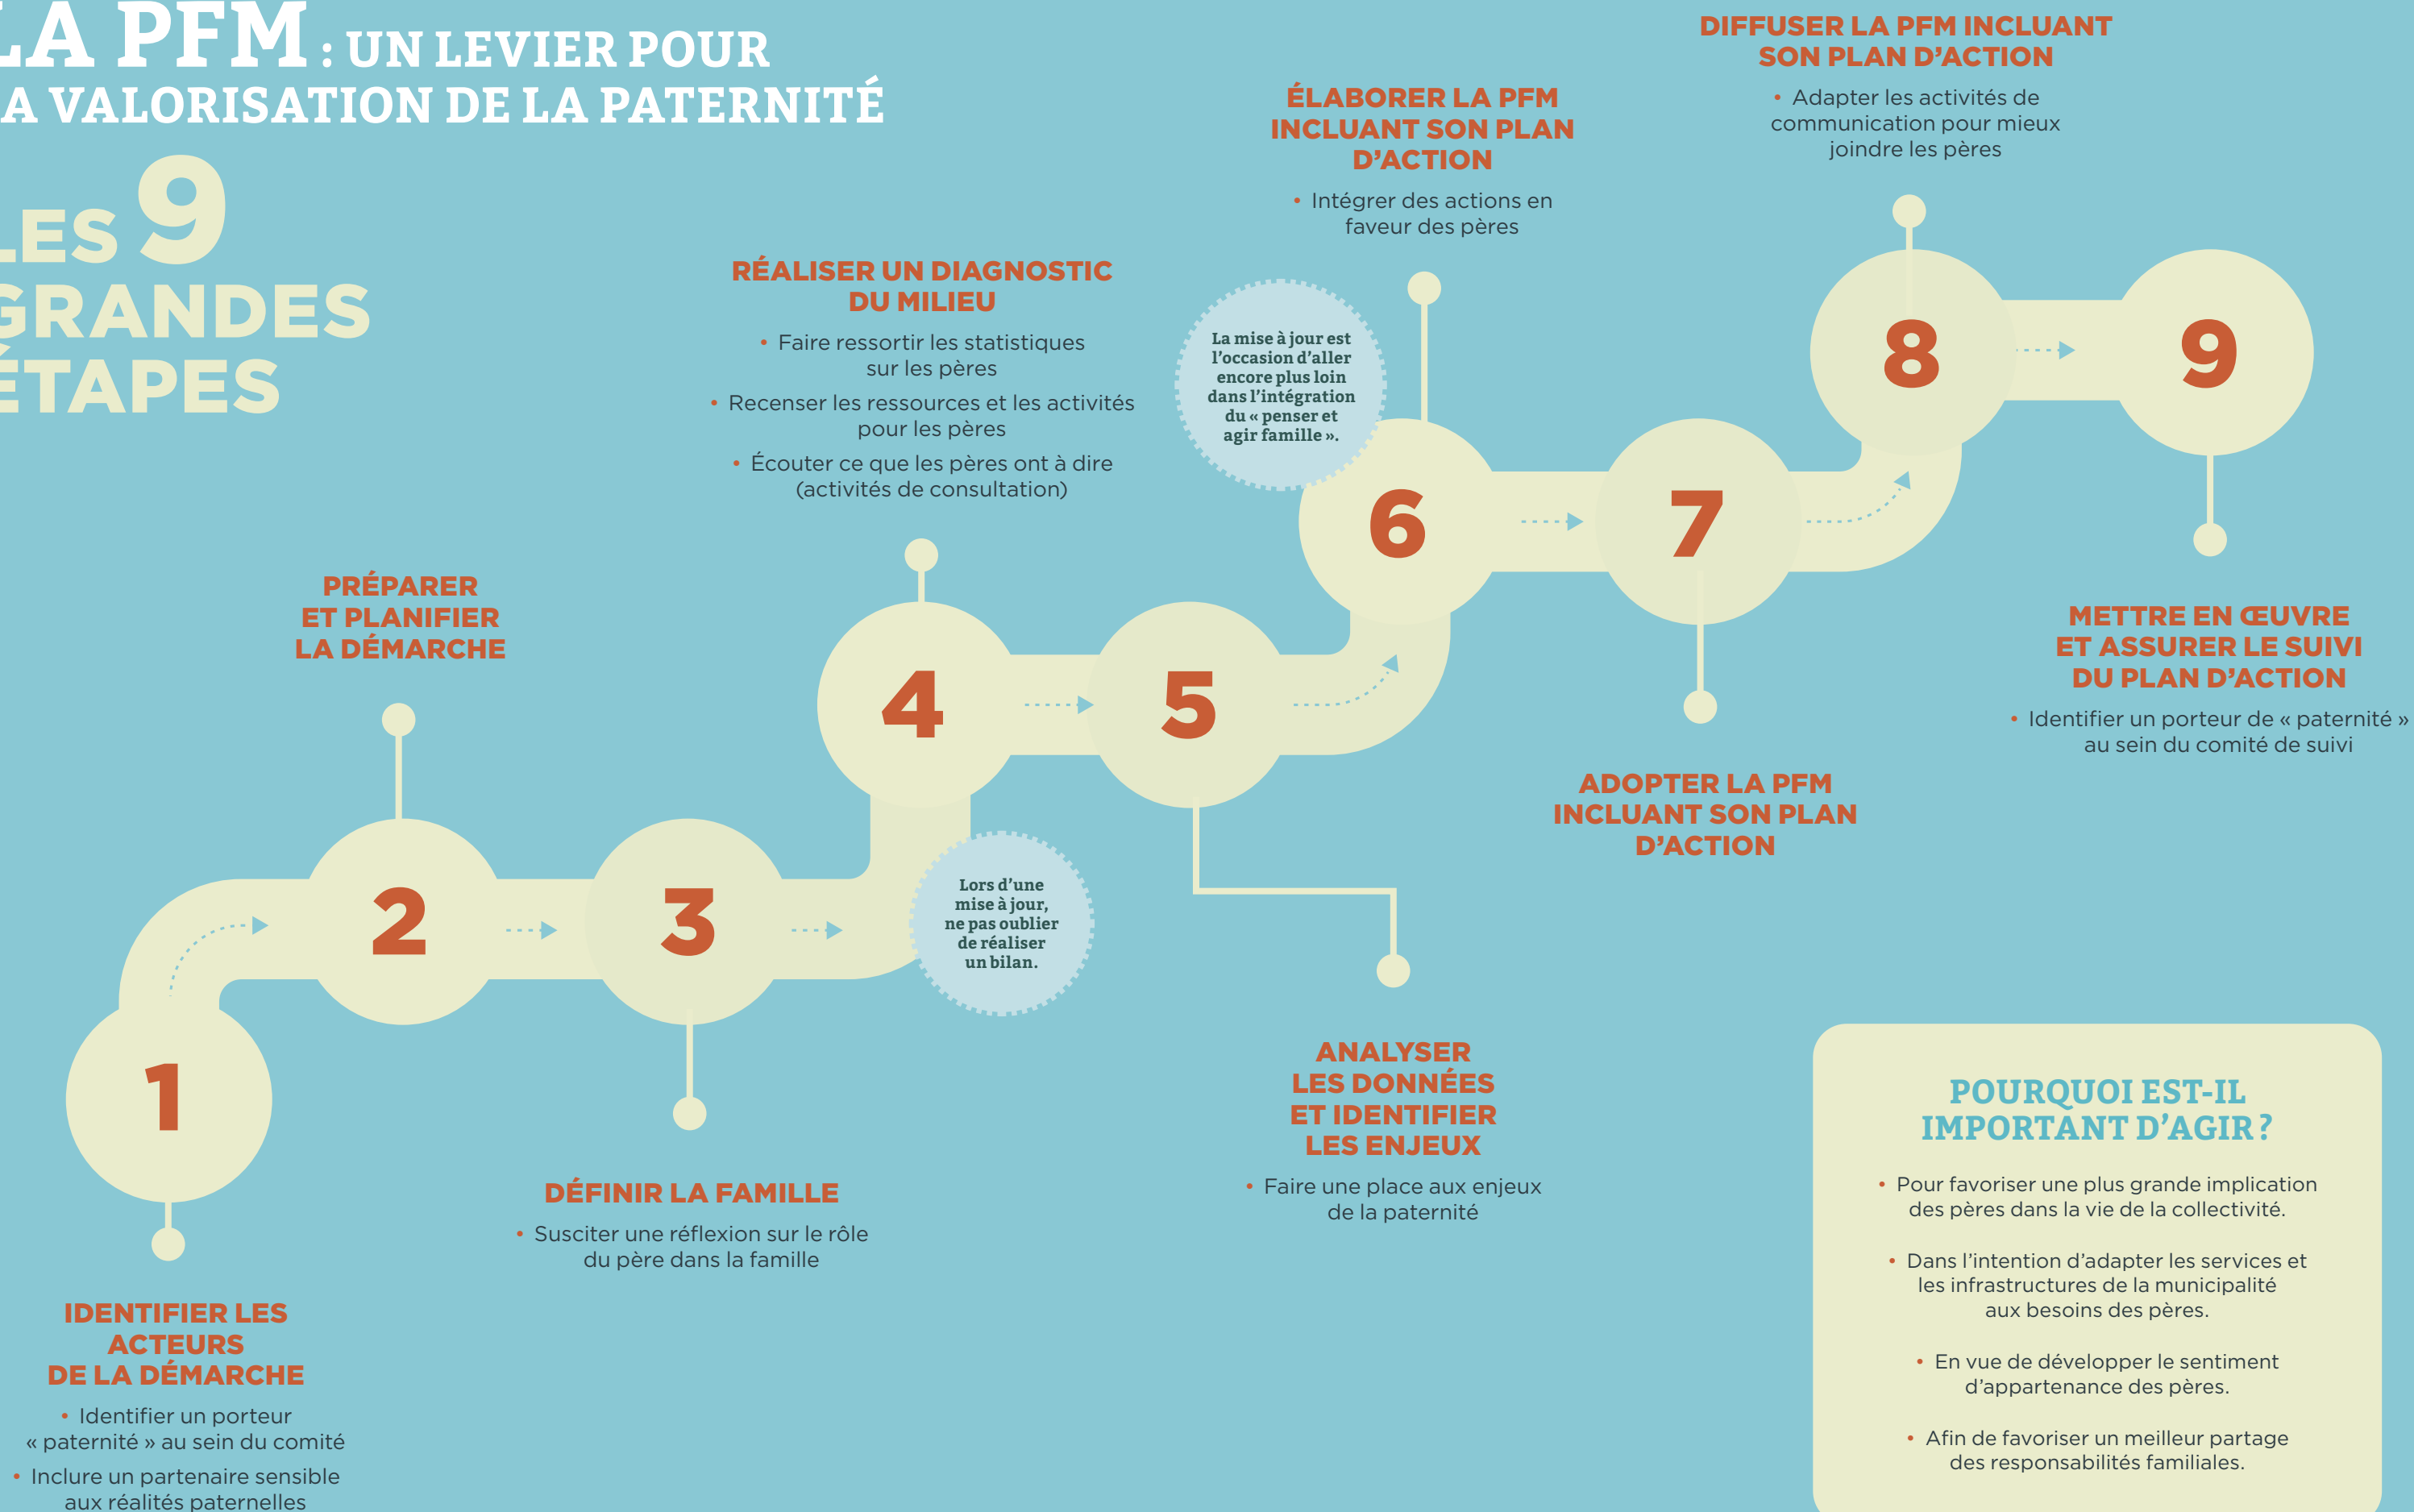 LA PFM : UN LEVIER POUR
LA VALORISATION DE LA PATERNITÉ
LES 9
GRANDES
ÉTAPES
1
IDENTIFIER LES
ACTEURS
DE LA DÉMARCHE
• Identifier un porteur
« paternité » au sein du comité
• Inclure un partenaire sensible
aux réalités paternelles
2
PRÉPARER
ET PLANIFIER
LA DÉMARCHE
3
DÉFINIR LA FAMILLE
• Susciter une réflexion sur le rôle
du père dans la famille
Lors d’une
mise à jour,
ne pas oublier
de réaliser
un bilan.
4
RÉALISER UN DIAGNOSTIC
DU MILIEU
• Faire ressortir les statistiques
sur les pères
• Recenser les ressources et les activités
pour les pères
• Écouter ce que les pères ont à dire
(activités de consultation)
5
ANALYSER
LES DONNÉES
ET IDENTIFIER
LES ENJEUX
• Faire une place aux enjeux
de la paternité
La mise à jour est
l’occasion d’aller
encore plus loin
dans l’intégration
du « penser et
agir famille ».
6
ÉLABORER LA PFM
INCLUANT SON PLAN
D’ACTION
• Intégrer des actions en
faveur des pères
7
ADOPTER LA PFM
INCLUANT SON PLAN
D’ACTION
8
DIFFUSER LA PFM INCLUANT
SON PLAN D’ACTION
• Adapter les activités de
communication pour mieux
joindre les pères
9
METTRE EN ŒUVRE
ET ASSURER LE SUIVI
DU PLAN D’ACTION
• Identifier un porteur de « paternité »
au sein du comité de suivi
POURQUOI EST-IL
IMPORTANT D’AGIR ?
• Pour favoriser une plus grande implication
des pères dans la vie de la collectivité.
• Dans l’intention d’adapter les services et
les infrastructures de la municipalité
aux besoins des pères.
• En vue de développer le sentiment
d’appartenance des pères.
• Afin de favoriser un meilleur partage
des responsabilités familiales.